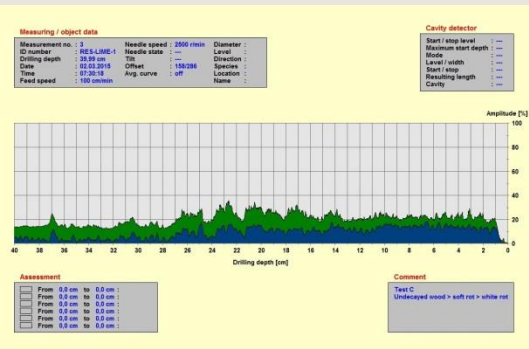 Measuring / object data
Measurement no. : 3 Needle speed : 2500 r/min Diameter :
ID number : RES-LIME-1 Needle state : --- Level :
Drilling depth : 39,99 cm Tilt : --- Direction :
Date : 02.03.2015 Offset : 158/286 Species :
Time : 07:30:18 Avg. curve : off Location :
Feed speed : 100 cm/min Name :
Cavity detector
Start / stop level : ---
Maximum start depth : ---
Mode : ---
Level / width : ---
Start / stop : ---
Resulting length : ---
Cavity : ---
Amplitude [%]
100
80
60
40
20
0
40 38 36 34 32 30 28 26 24 22 20 18 16 14 12 10 8 6 4 2 0
Drilling depth [cm]
Assessment
From 0,0 cm to 0,0 cm :
From 0,0 cm to 0,0 cm :
From 0,0 cm to 0,0 cm :
From 0,0 cm to 0,0 cm :
From 0,0 cm to 0,0 cm :
From 0,0 cm to 0,0 cm :
Comment
Test C
Undecayed wood > soft rot > white rot